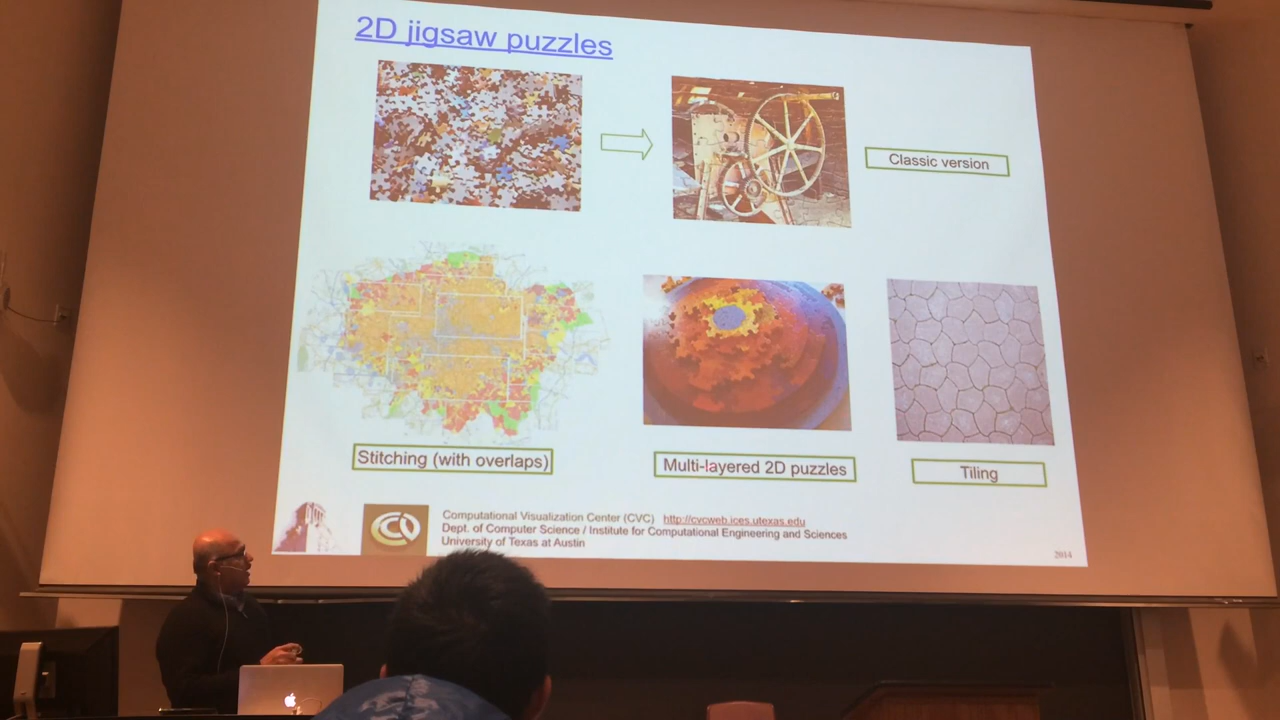 2D jigsaw puzzles
Classic version
Stitching (with overlaps)
Multi-layered 2D puzzles
Tiling
Computational Visualization Center (CVC) http://cvcweb.ices.utexas.edu
Dept. of Computer Science / Institute for Computational Engineering and Sciences
University of Texas at Austin
2014